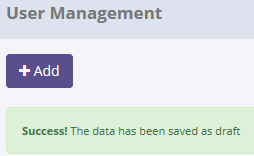 User Management
+ Add
Success! The data has been saved as draft